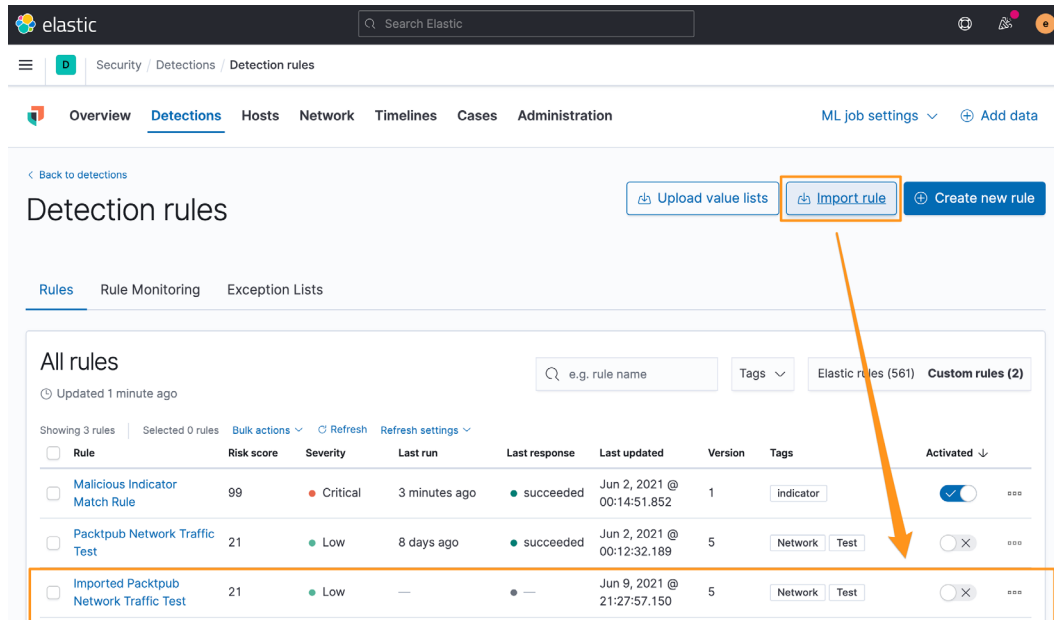 elastic
Search Elastic
e
D
Security / Detections / Detection rules
Overview Detections Hosts Network Timelines Cases Administration
ML job settings
Add data
Back to detections
Detection rules
Upload value lists
Import rule
Create new rule
Rules Rule Monitoring Exception Lists
All rules
Updated 1 minute ago
e.g. rule name
Tags
Elastic rules (561) Custom rules (2)
Showing 3 rules Selected 0 rules Bulk actions Refresh Refresh settings
Rule Risk score Severity Last run Last response Last updated Version Tags Activated
Malicious Indicator
Match Rule
99 Critical 3 minutes ago succeeded
Jun 2, 2021 @
00:14:51.852
1 indicator
Packtpub Network Traffic
Test
21 Low 8 days ago succeeded
Jun 2, 2021 @
00:12:32.189
5 Network Test
Imported Packtpub
Network Traffic Test
21 Low — —
Jun 9, 2021 @
21:27:57.150
5 Network Test